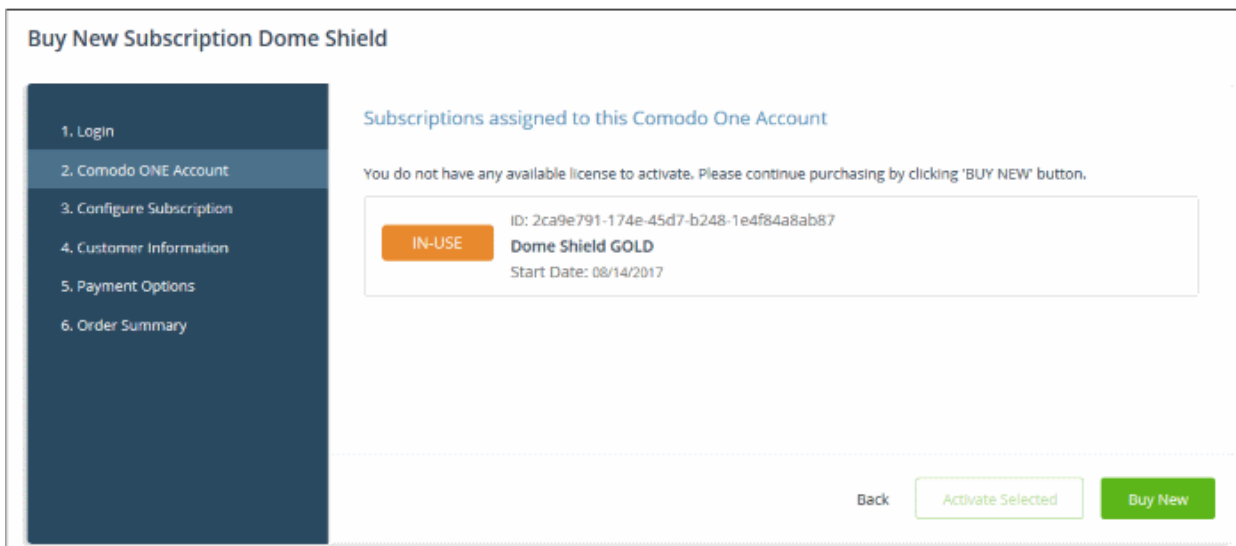 Buy New Subscription Dome Shield
1. Login
2. Comodo ONE Account
3. Configure Subscription
4. Customer Information
5. Payment Options
6. Order Summary
Subscriptions assigned to this Comodo One Account
You do not have any available license to activate. Please continue purchasing by clicking 'BUY NEW' button.
IN-USE
ID: 2ca9e791-174e-45d7-b248-1e4f84a8ab87
Dome Shield GOLD
Start Date: 08/14/2017
Back
Activate Selected
Buy New